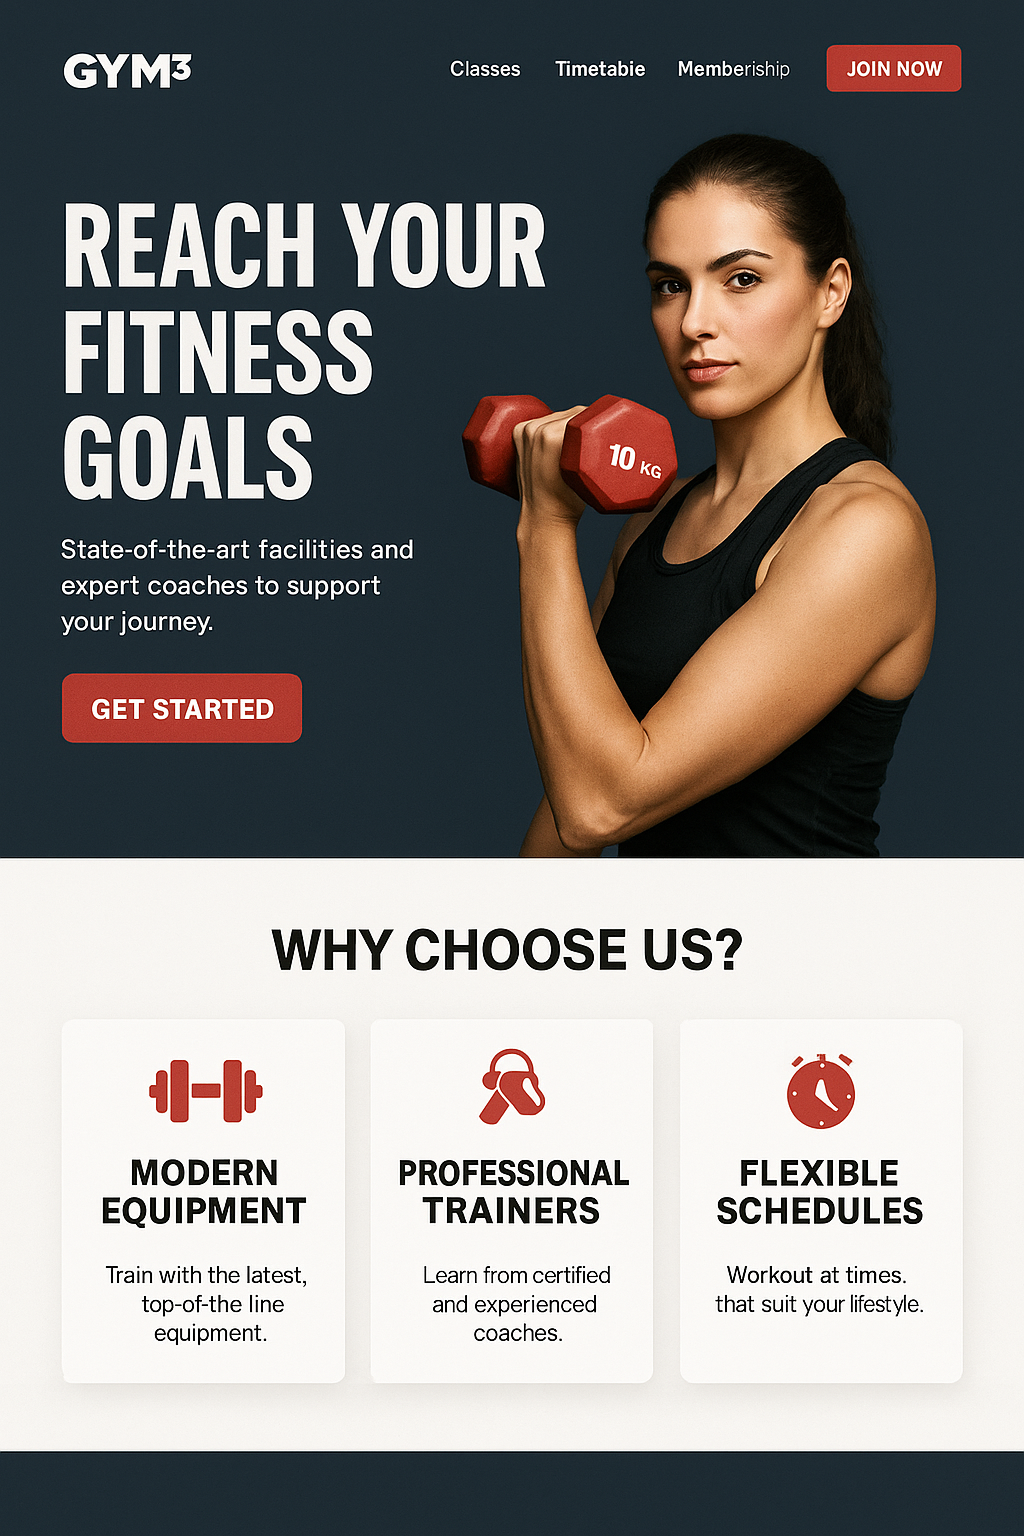 GYM³
Classes Timetabie Memberiship JOIN NOW
REACH YOUR
FITNESS
GOALS
10 KG
State-of-the-art facilities and
expert coaches to support
your journey.
GET STARTED
WHY CHOOSE US?
MODERN
EQUIPMENT
Train with the latest,
top-of-the line
equipment.
PROFESSIONAL
TRAINERS
Learn from certified
and experienced
coaches.
FLEXIBLE
SCHEDULES
Workout at times.
that suit your lifestyle.